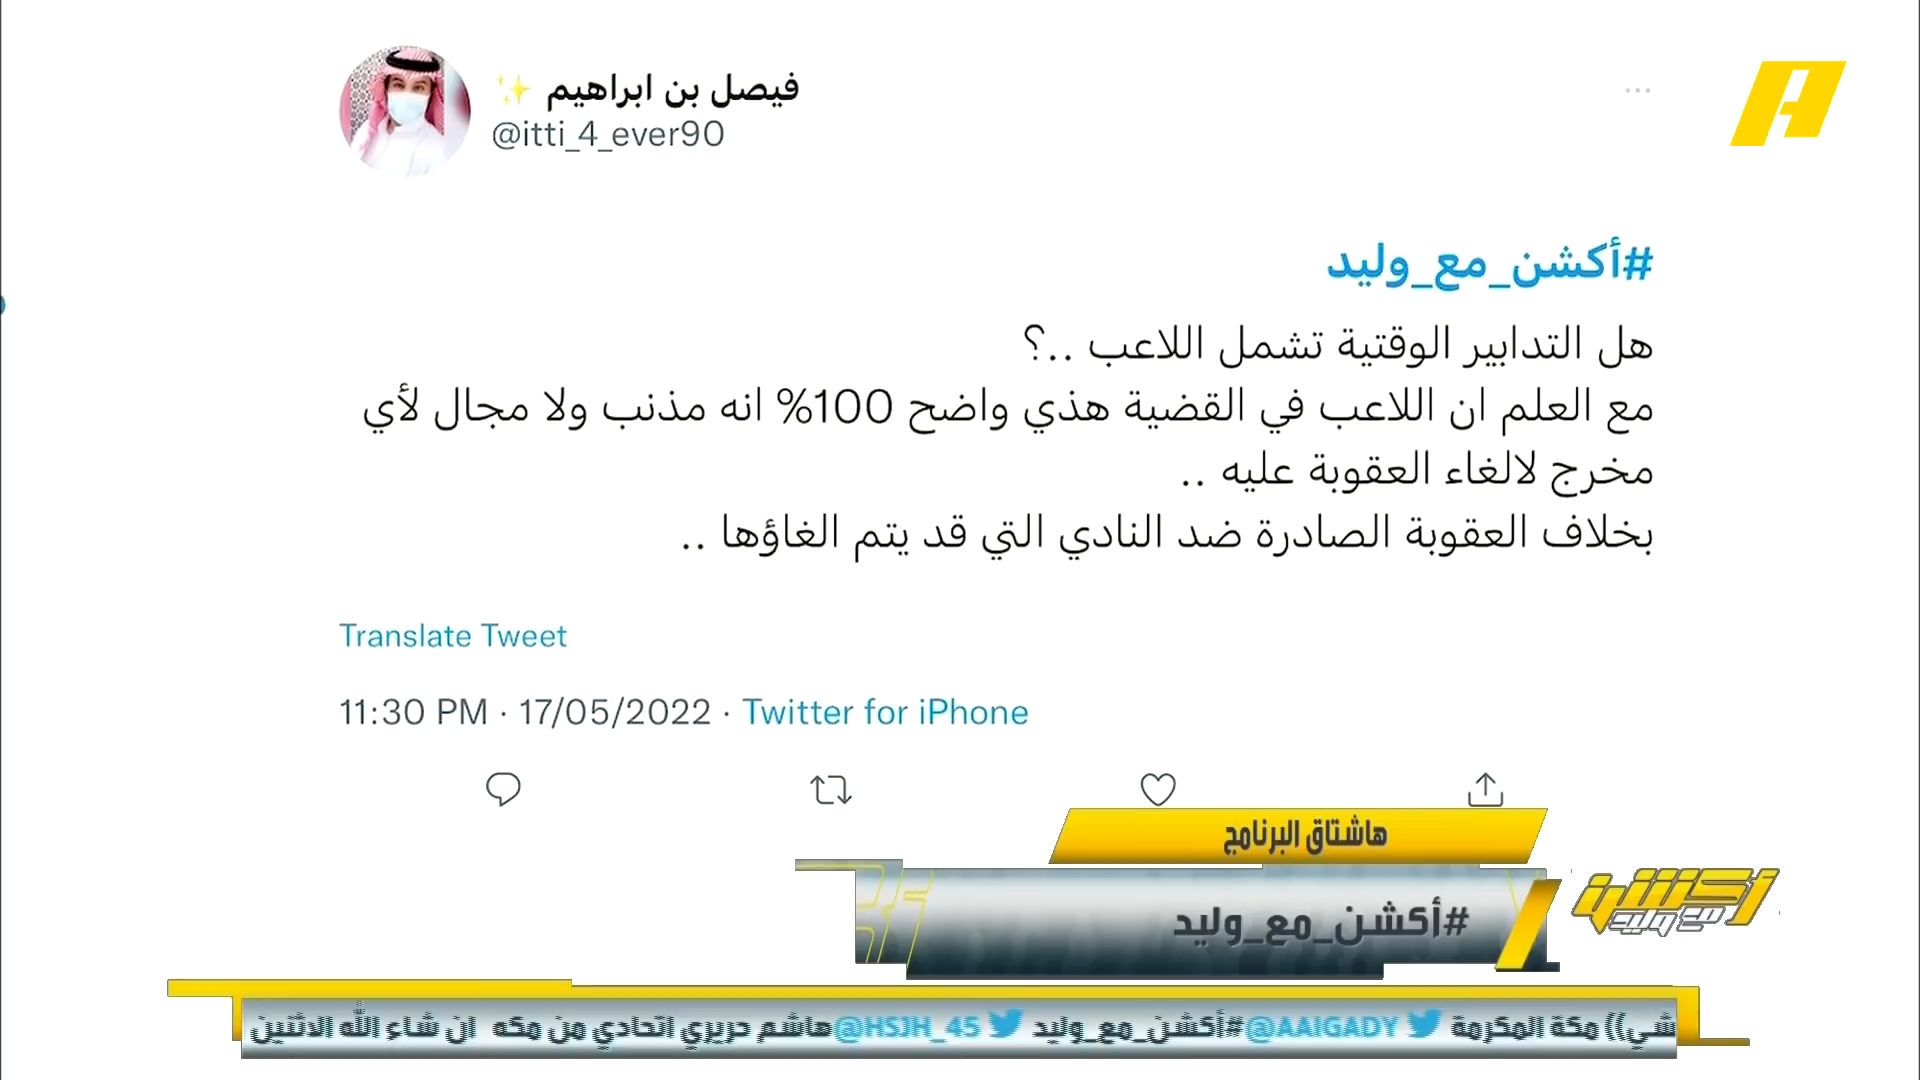 فيصل بن ابراهيم ✨
@itti_4_ever90
#أكشن_مع_وليد
هل التدابير الوقتية تشمل اللاعب ..؟
مع العلم ان اللاعب في القضية هذي واضح 100% انه مذنب ولا مجال لأي
مخرج لالغاء العقوبة عليه ..
بخلاف العقوبة الصادرة ضد النادي التي قد يتم الغاؤها ..
Translate Tweet
11:30 PM · 17/05/2022 · Twitter for iPhone
هاشتاق البرنامج
#أكشن_مع_وليد
أكشن مع وليد
شي)) مكة المكرمة @AAIGADY #أكشن_مع_وليد @HSJH_45 هاشم حريري اتحادي من مكه ان شاء الله الاثنين